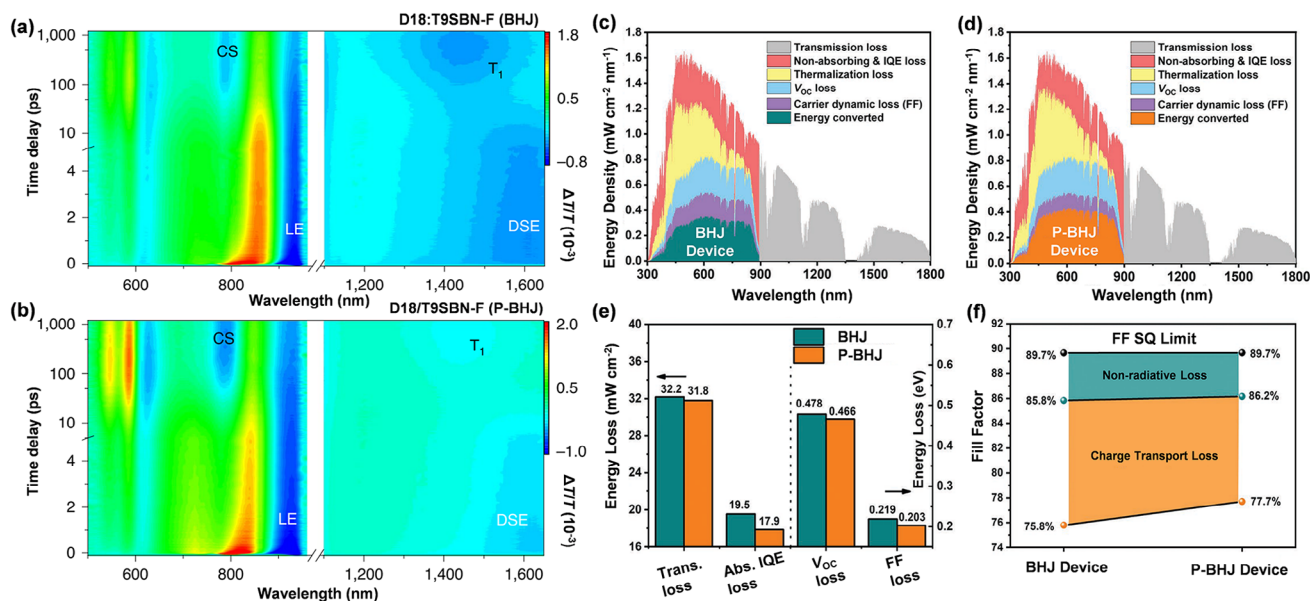 (a)
D18:T9SBN-F (BHJ)
1,000
100
10
4
2
0
Time delay (ps)
CS
T1
LE
DSE
1.8
0.5
−0.8
ΔT/T (10-3)
600
800
1,200
1,400
1,600
Wavelength (nm)
(b)
D18/T9SBN-F (P-BHJ)
1,000
100
10
4
2
0
Time delay (ps)
CS
T1
LE
DSE
2.0
0.5
−1.0
ΔT/T (10-3)
600
800
1,200
1,400
1,600
Wavelength (nm)
(c)
1.8
1.6
1.4
1.2
1.0
0.8
0.6
0.4
0.2
0.0
Energy Density (mW cm-2 nm-1)
Transmission loss
Non-absorbing & IQE loss
Thermalization loss
VOC loss
Carrier dynamic loss (FF)
Energy converted
BHJ
Device
300 600 900 1200 1500 1800
Wavelength (nm)
(d)
1.8
1.6
1.4
1.2
1.0
0.8
0.6
0.4
0.2
0.0
Energy Density (mW cm-2 nm-1)
Transmission loss
Non-absorbing & IQE loss
Thermalization loss
VOC loss
Carrier dynamic loss (FF)
Energy converted
P-BHJ
Device
300 600 900 1200 1500 1800
Wavelength (nm)
(e)
40
36
32
28
24
20
16
Energy Loss (mW cm-2)
BHJ
P-BHJ
32.2 31.8
19.5 17.9
0.478 0.466
0.219 0.203
0.7
0.6
0.5
0.4
0.3
0.2
Energy Loss (eV)
Trans.
loss
Abs. IQE
loss
VOC
loss
FF
loss
(f)
92
90
88
86
84
82
80
78
76
74
Fill Factor
FF SQ Limit
89.7%
89.7%
Non-radiative Loss
85.8%
86.2%
Charge Transport Loss
75.8%
77.7%
BHJ Device
P-BHJ Device